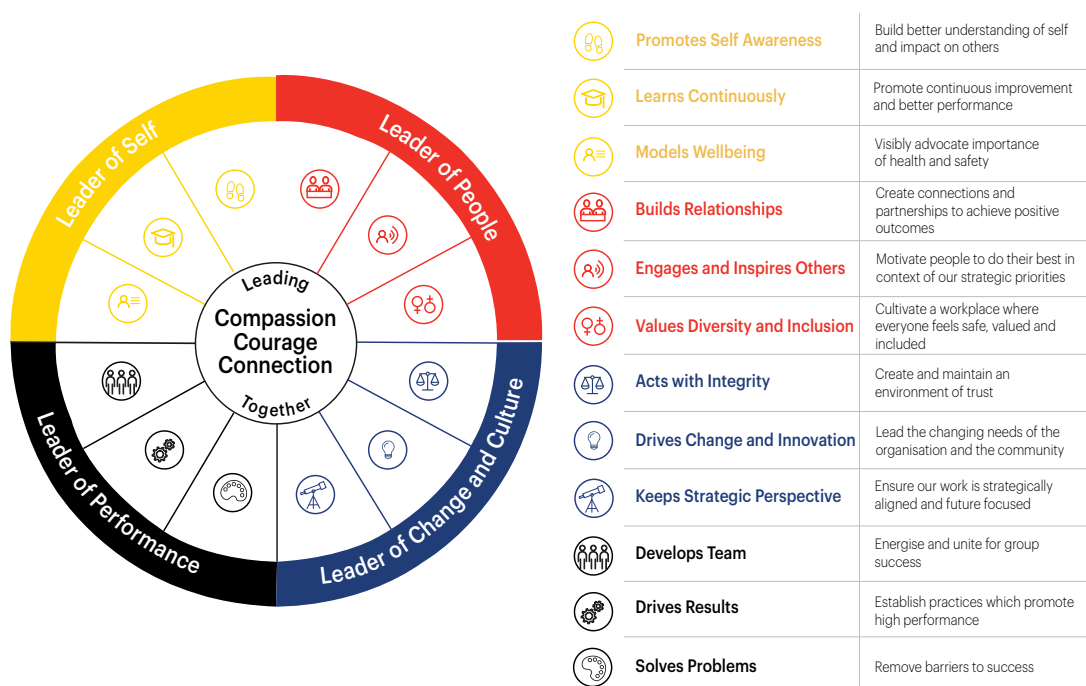 Leader of Self
Leader of People
Leader of Performance
Leader of Change and Culture
Leading
Compassion
Courage
Connection
Together
Promotes Self Awareness
Build better understanding of self
and impact on others
Learns Continuously
Promote continuous improvement
and better performance
Models Wellbeing
Visibly advocate importance
of health and safety
Builds Relationships
Create connections and
partnerships to achieve positive
outcomes
Engages and Inspires Others
Motivate people to do their best in
context of our strategic priorities
Values Diversity and Inclusion
Cultivate a workplace where
everyone feels safe, valued and
included
Acts with Integrity
Create and maintain an
environment of trust
Drives Change and Innovation
Lead the changing needs of the
organisation and the community
Keeps Strategic Perspective
Ensure our work is strategically
aligned and future focused
Develops Team
Energise and unite for group
success
Drives Results
Establish practices which promote
high performance
Solves Problems
Remove barriers to success